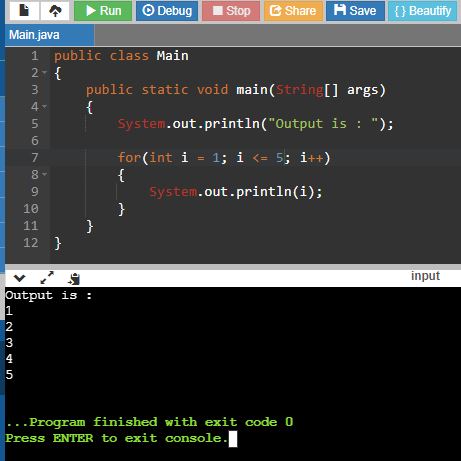 Run Debug Stop Share Save { } Beautify
Main.java
1 public class Main
2 {
3 public static void main(String[] args)
4 {
5 System.out.println("Output is : ");
6
7 for(int i = 1; i <= 5; i++)
8 {
9 System.out.println(i);
10 }
11 }
12 }
input
Output is :
1
2
3
4
5
...Program finished with exit code 0
Press ENTER to exit console.